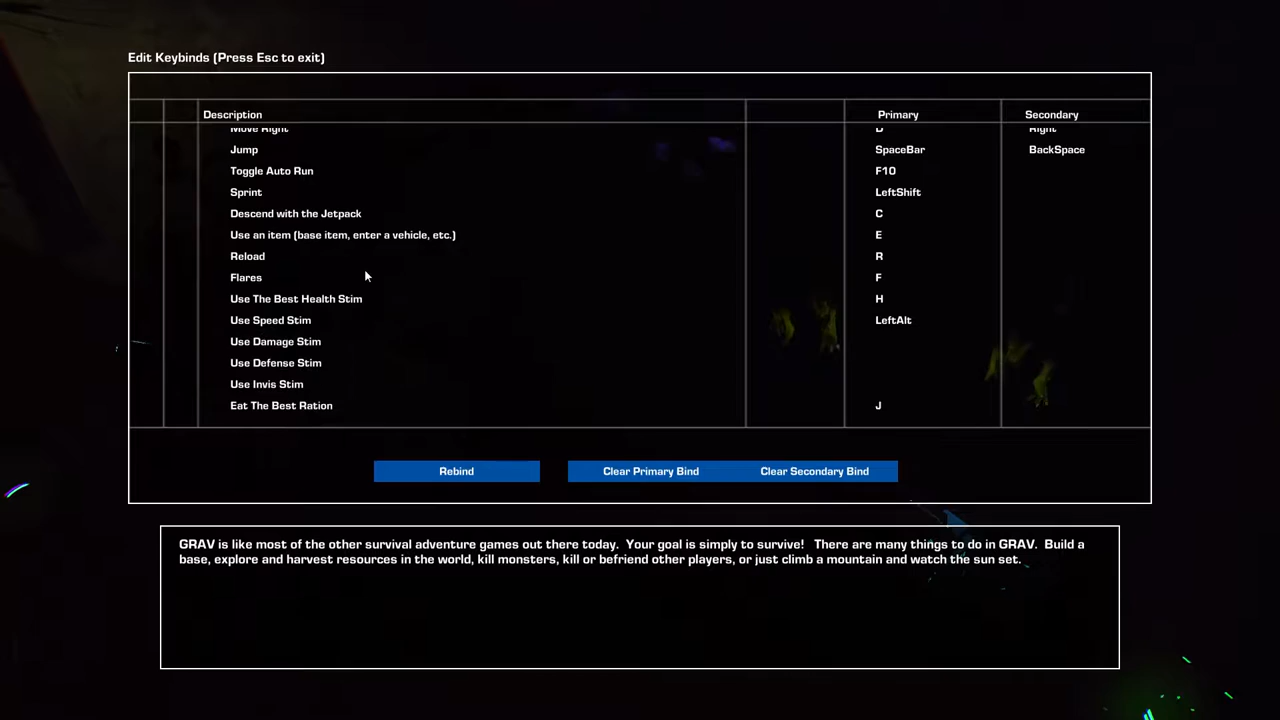 Edit Keybinds (Press Esc to exit)
Description Primary Secondary
Move Right D Right
Jump SpaceBar BackSpace
Toggle Auto Run F10
Sprint LeftShift
Descend with the Jetpack C
Use an item (base item, enter a vehicle, etc.) E
Reload R
Flares F
Use The Best Health Stim H
Use Speed Stim LeftAlt
Use Damage Stim
Use Defense Stim
Use Invis Stim
Eat The Best Ration J
Rebind Clear Primary Bind Clear Secondary Bind
GRAV is like most of the other survival adventure games out there today. Your goal is simply to survive! There are many things to do in GRAV. Build a
base, explore and harvest resources in the world, kill monsters, kill or befriend other players, or just climb a mountain and watch the sun set.